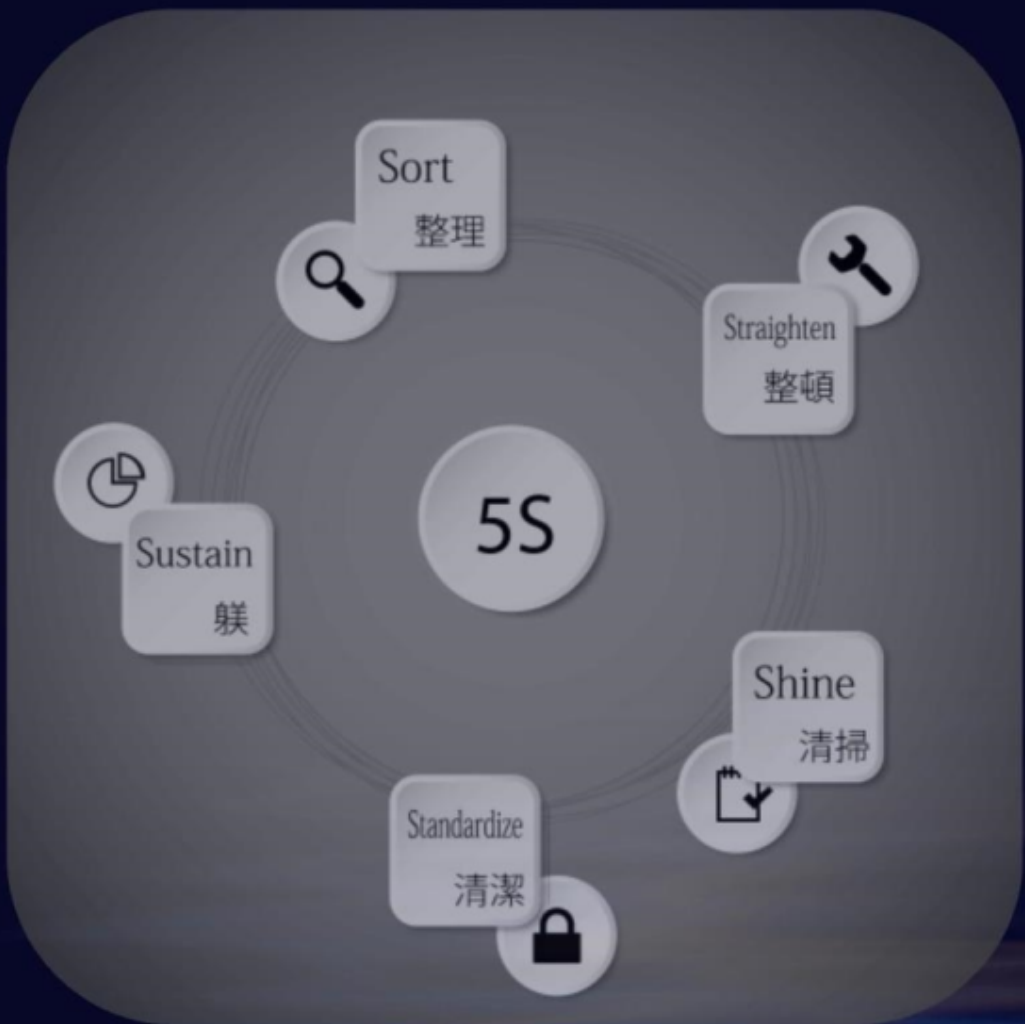 Sort
整理
Straighten
整頓
5S
Sustain
躾
Shine
清掃
Standardize
清潔